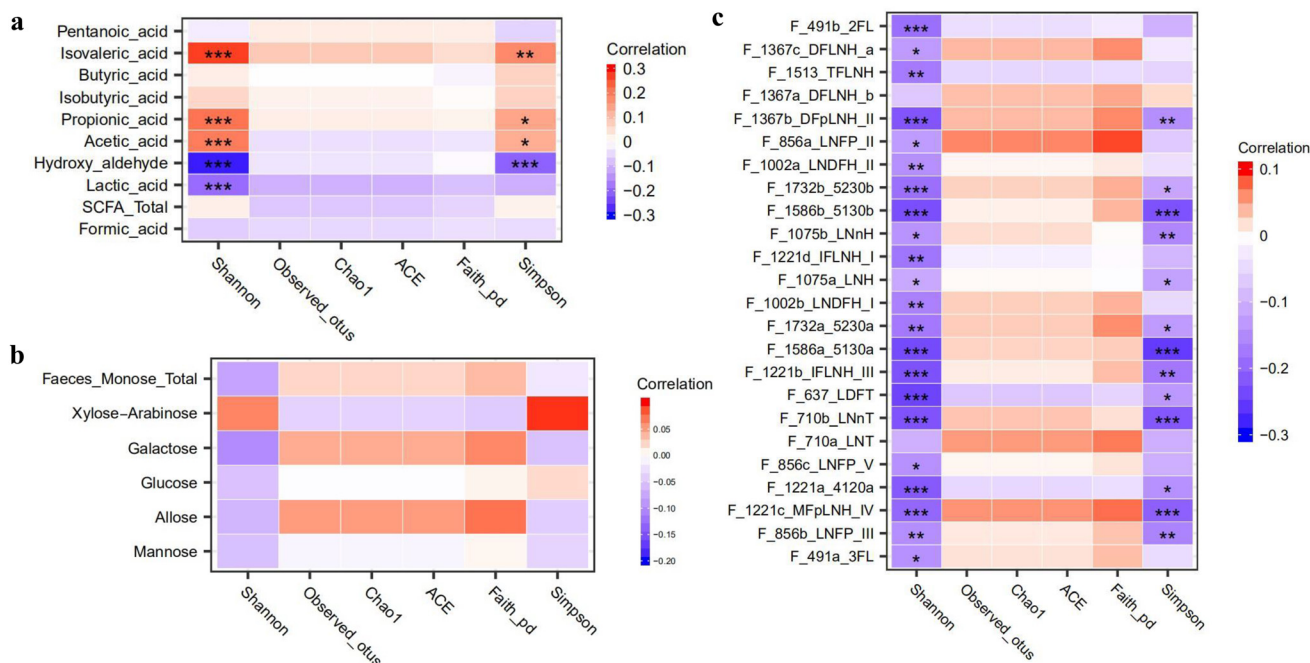 a
Pentanoic_acid
Isovaleric_acid *** **
Butyric_acid
Isobutyric_acid
Propionic_acid *** *
Acetic_acid *** *
Hydroxy_aldehyde *** ***
Lactic_acid ***
SCFA_Total
Formic_acid
Shannon
Observed_otus
Chao1
ACE
Faith_pd
Simpson
Correlation
0.3
0.2
0.1
0
−0.1
−0.2
−0.3
b
Faeces_Monose_Total
Xylose−Arabinose
Galactose
Glucose
Allose
Mannose
Shannon
Observed_otus
Chao1
ACE
Faith_pd
Simpson
Correlation
0.05
0.00
−0.05
−0.10
−0.15
−0.20
c
F_491b_2FL ***
F_1367c_DFLNH_a *
F_1513_TFLNH **
F_1367a_DFLNH_b
F_1367b_DFpLNH_II *** **
F_856a_LNFP_II *
F_1002a_LNDFH_II **
F_1732b_5230b *** *
F_1586b_5130b *** ***
F_1075b_LNnH * **
F_1221d_IFLNH_I **
F_1075a_LNH * *
F_1002b_LNDFH_I **
F_1732a_5230a ** *
F_1586a_5130a *** ***
F_1221b_IFLNH_III *** **
F_637_LDFT *** *
F_710b_LNnT *** ***
F_710a_LNT
F_856c_LNFP_V *
F_1221a_4120a *** *
F_1221c_MFpLNH_IV *** ***
F_856b_LNFP_III ** **
F_491a_3FL *
Shannon
Observed_otus
Chao1
ACE
Faith_pd
Simpson
Correlation
0.1
0
−0.1
−0.2
−0.3